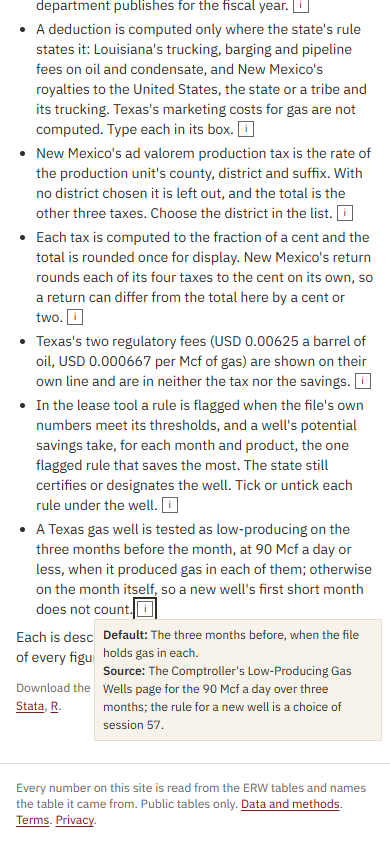 department publishes for the fiscal year. i
• A deduction is computed only where the state's rule
states it: Louisiana's trucking, barging and pipeline
fees on oil and condensate, and New Mexico's
royalties to the United States, the state or a tribe and
its trucking. Texas's marketing costs for gas are not
computed. Type each in its box. i
• New Mexico's ad valorem production tax is the rate of
the production unit's county, district and suffix. With
no district chosen it is left out, and the total is the
other three taxes. Choose the district in the list. i
• Each tax is computed to the fraction of a cent and the
total is rounded once for display. New Mexico's return
rounds each of its four taxes to the cent on its own, so
a return can differ from the total here by a cent or
two. i
• Texas's two regulatory fees (USD 0.00625 a barrel of
oil, USD 0.000667 per Mcf of gas) are shown on their
own line and are in neither the tax nor the savings. i
• In the lease tool a rule is flagged when the file's own
numbers meet its thresholds, and a well's potential
savings take, for each month and product, the one
flagged rule that saves the most. The state still
certifies or designates the well. Tick or untick each
rule under the well. i
• A Texas gas well is tested as low-producing on the
three months before the month, at 90 Mcf a day or
less, when it produced gas in each of them; otherwise
on the month itself, so a new well's first short month
does not count. i
Each is desc
of every figu
Default: The three months before, when the file
holds gas in each.
Source: The Comptroller's Low-Producing Gas
Wells page for the 90 Mcf a day over three
months; the rule for a new well is a choice of
session 57.
Download the
Stata, R.
Every number on this site is read from the ERW tables and names
the table it came from. Public tables only. Data and methods.
Terms. Privacy.